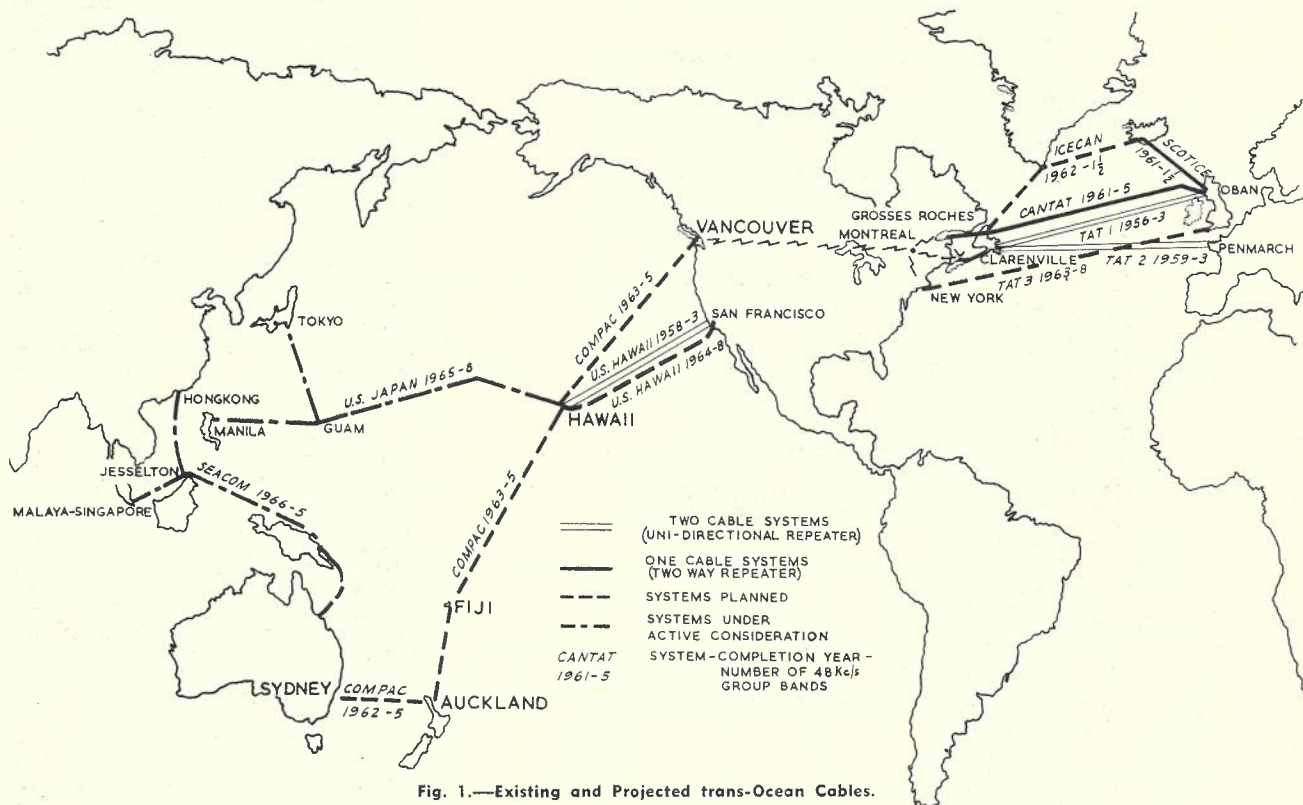 ICECAN
1962-1½
SCOTICE
1961-1½
OBAN
CANTAT 1961-5
GROSSES ROCHES
MONTREAL
VANCOUVER
TAT 1 1956-3
CLARENVILLE
TAT 2 1959-3
PENMARCH
TAT 3 1963-8
NEW YORK
COMPAC 1963-5
SAN FRANCISCO
U.S. HAWAII 1958-3
U.S. HAWAII 1964-8
TOKYO
U.S. JAPAN 1965-8
HONGKONG
MANILA
GUAM
HAWAII
JESSELTON
SEACOM 1966-5
MALAYA-SINGAPORE
COMPAC 1963-5
FIJI
SYDNEY
COMPAC
1962-5
AUCKLAND
TWO CABLE SYSTEMS
(UNI-DIRECTIONAL REPEATER)
ONE CABLE SYSTEMS
(TWO WAY REPEATER)
SYSTEMS PLANNED
SYSTEMS UNDER
ACTIVE CONSIDERATION
CANTAT
1961-5
SYSTEM-COMPLETION YEAR-
NUMBER OF 48Kc/s
GROUP BANDS
Fig. 1.—Existing and Projected trans-Ocean Cables.